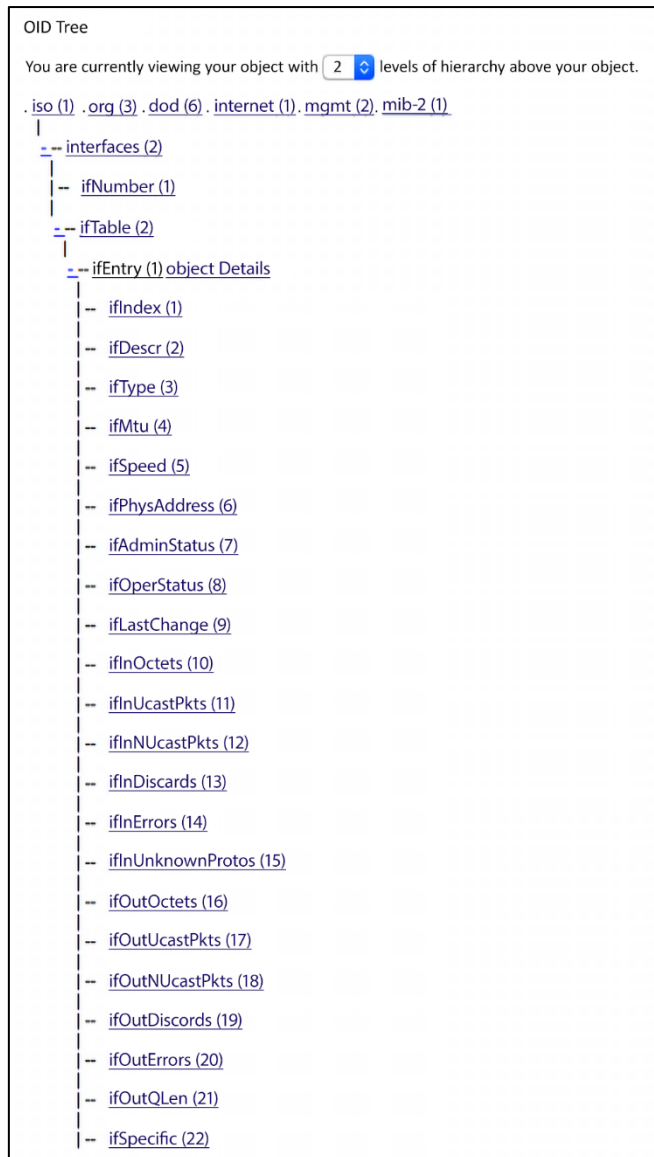 OID Tree
You are currently viewing your object with 2 levels of hierarchy above your object.
. iso (1) . org (3) . dod (6) . internet (1) . mgmt (2). mib-2 (1)
- -- interfaces (2)
-- ifNumber (1)
- -- ifTable (2)
- -- ifEntry (1) object Details
-- ifIndex (1)
-- ifDescr (2)
-- ifType (3)
-- ifMtu (4)
-- ifSpeed (5)
-- ifPhysAddress (6)
-- ifAdminStatus (7)
-- ifOperStatus (8)
-- ifLastChange (9)
-- ifInOctets (10)
-- ifInUcastPkts (11)
-- ifInNUcastPkts (12)
-- ifInDiscards (13)
-- ifInErrors (14)
-- ifInUnknownProtos (15)
-- ifOutOctets (16)
-- ifOutUcastPkts (17)
-- ifOutNUcastPkts (18)
-- ifOutDiscords (19)
-- ifOutErrors (20)
-- ifOutQLen (21)
-- ifSpecific (22)